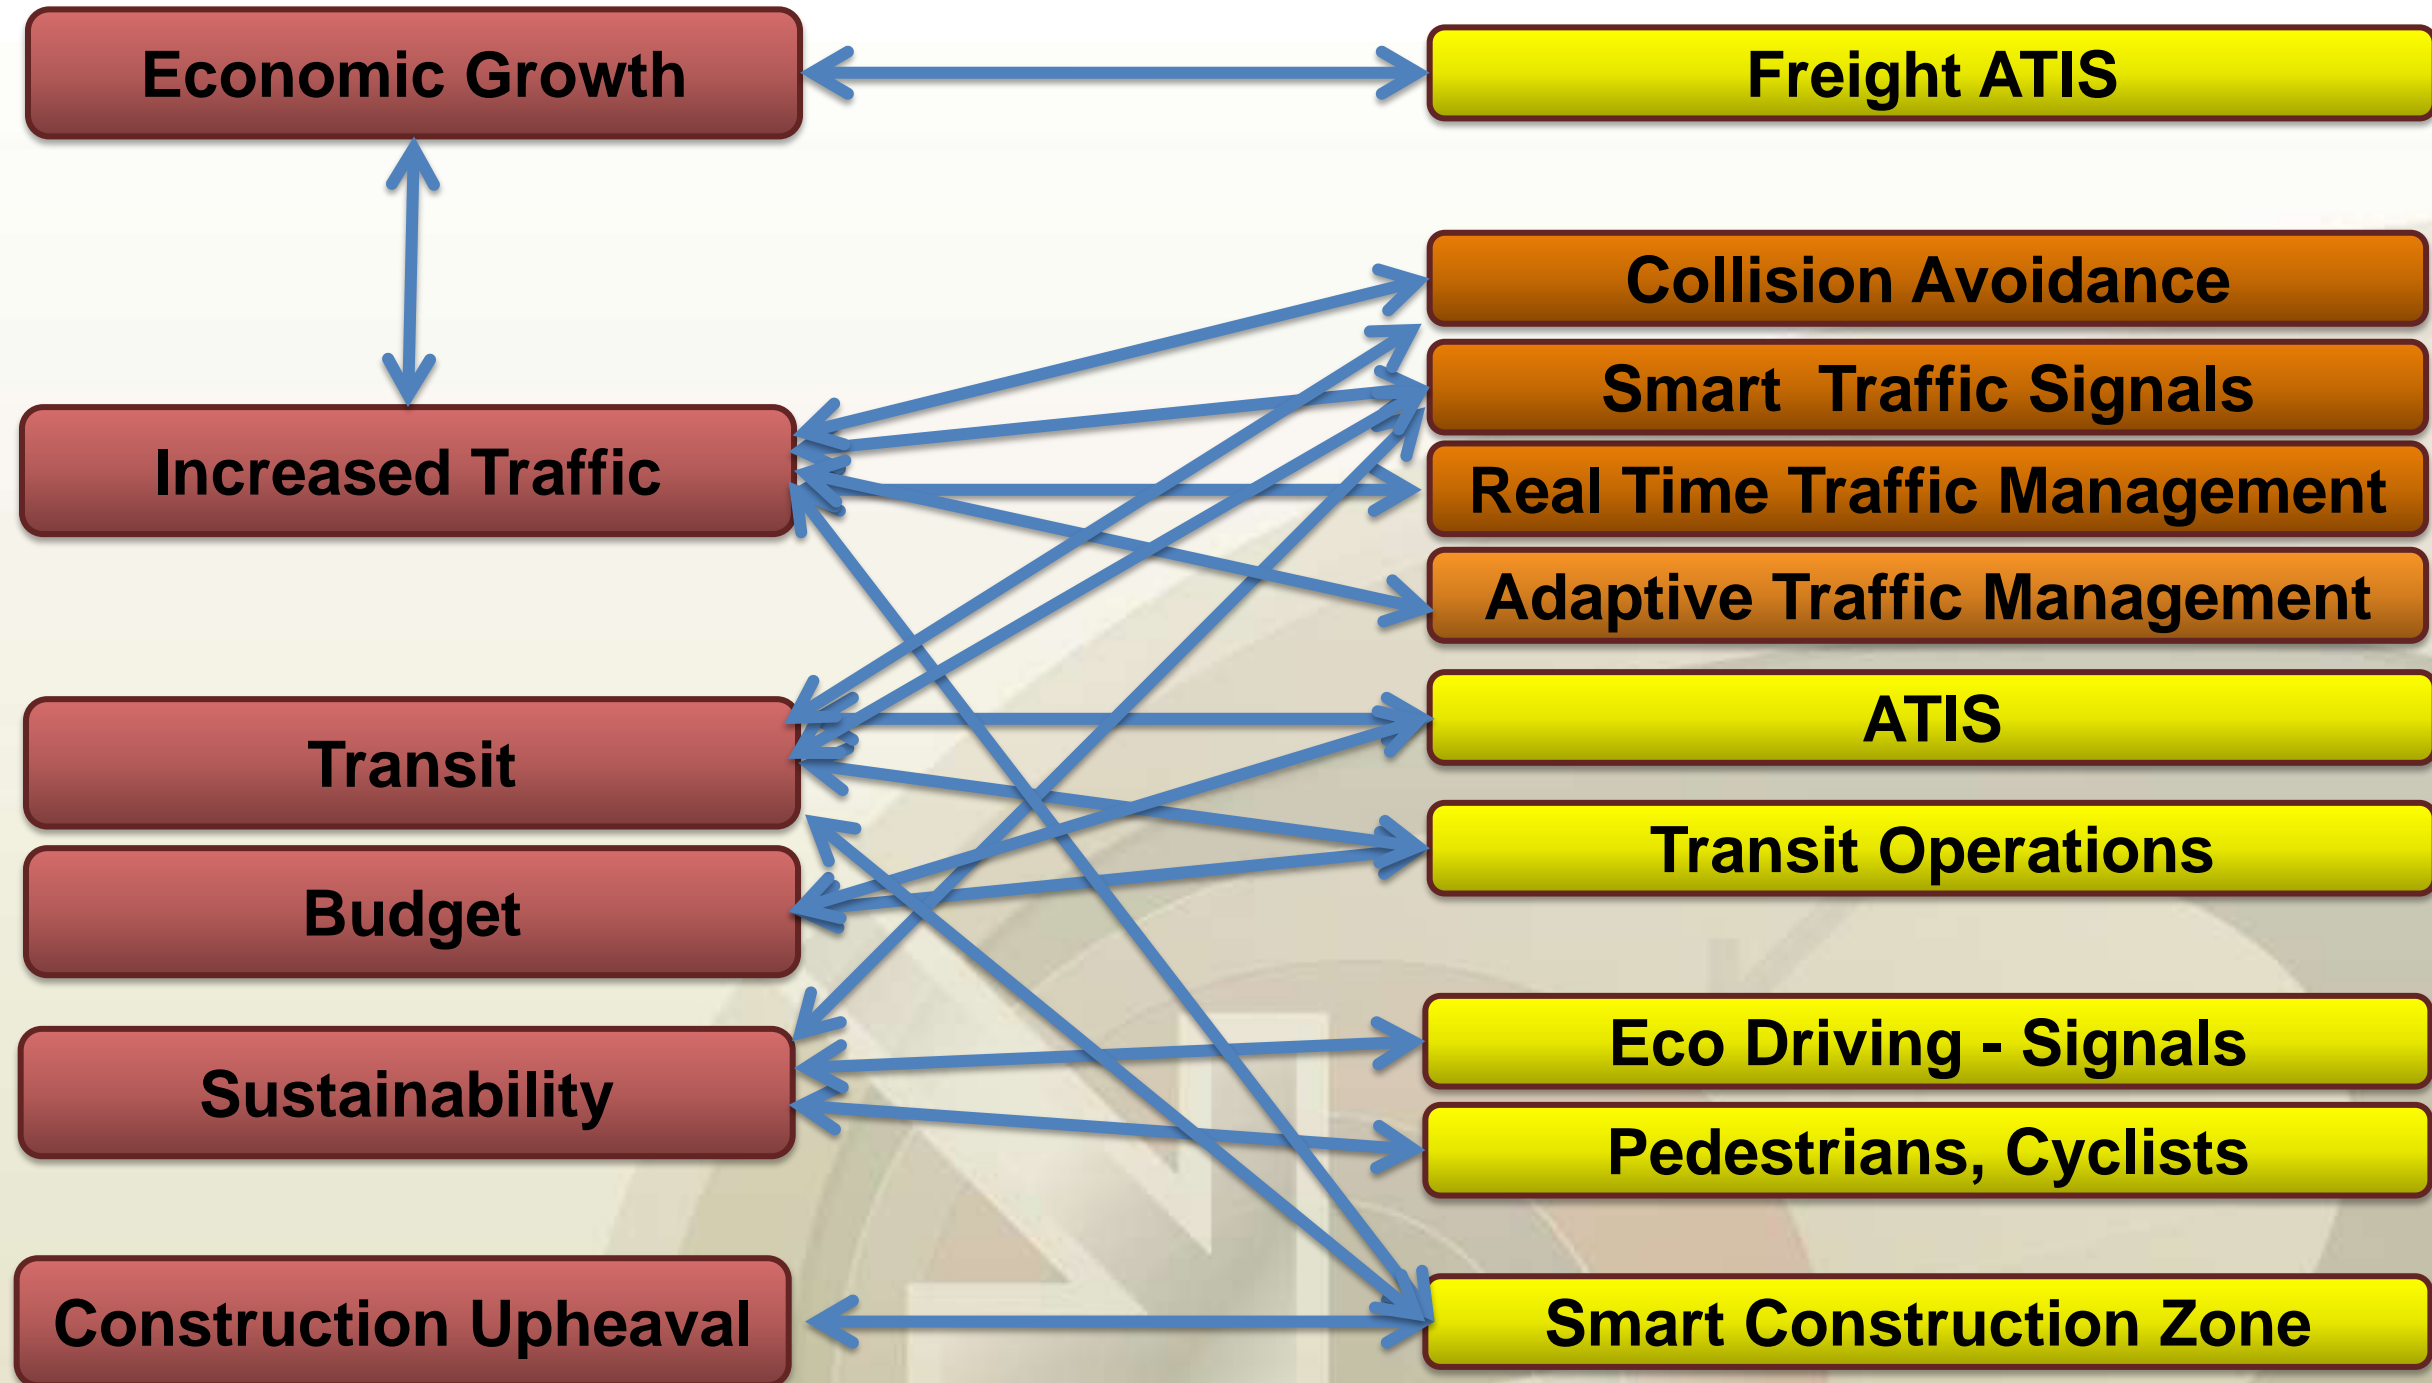 Economic Growth
Increased Traffic
Transit
Budget
Sustainability
Construction Upheaval
Freight ATIS
Collision Avoidance
Smart  Traffic Signals
Real Time Traffic Management
Adaptive Traffic Management
ATIS
Transit Operations
Eco Driving - Signals
Pedestrians, Cyclists
Smart Construction Zone